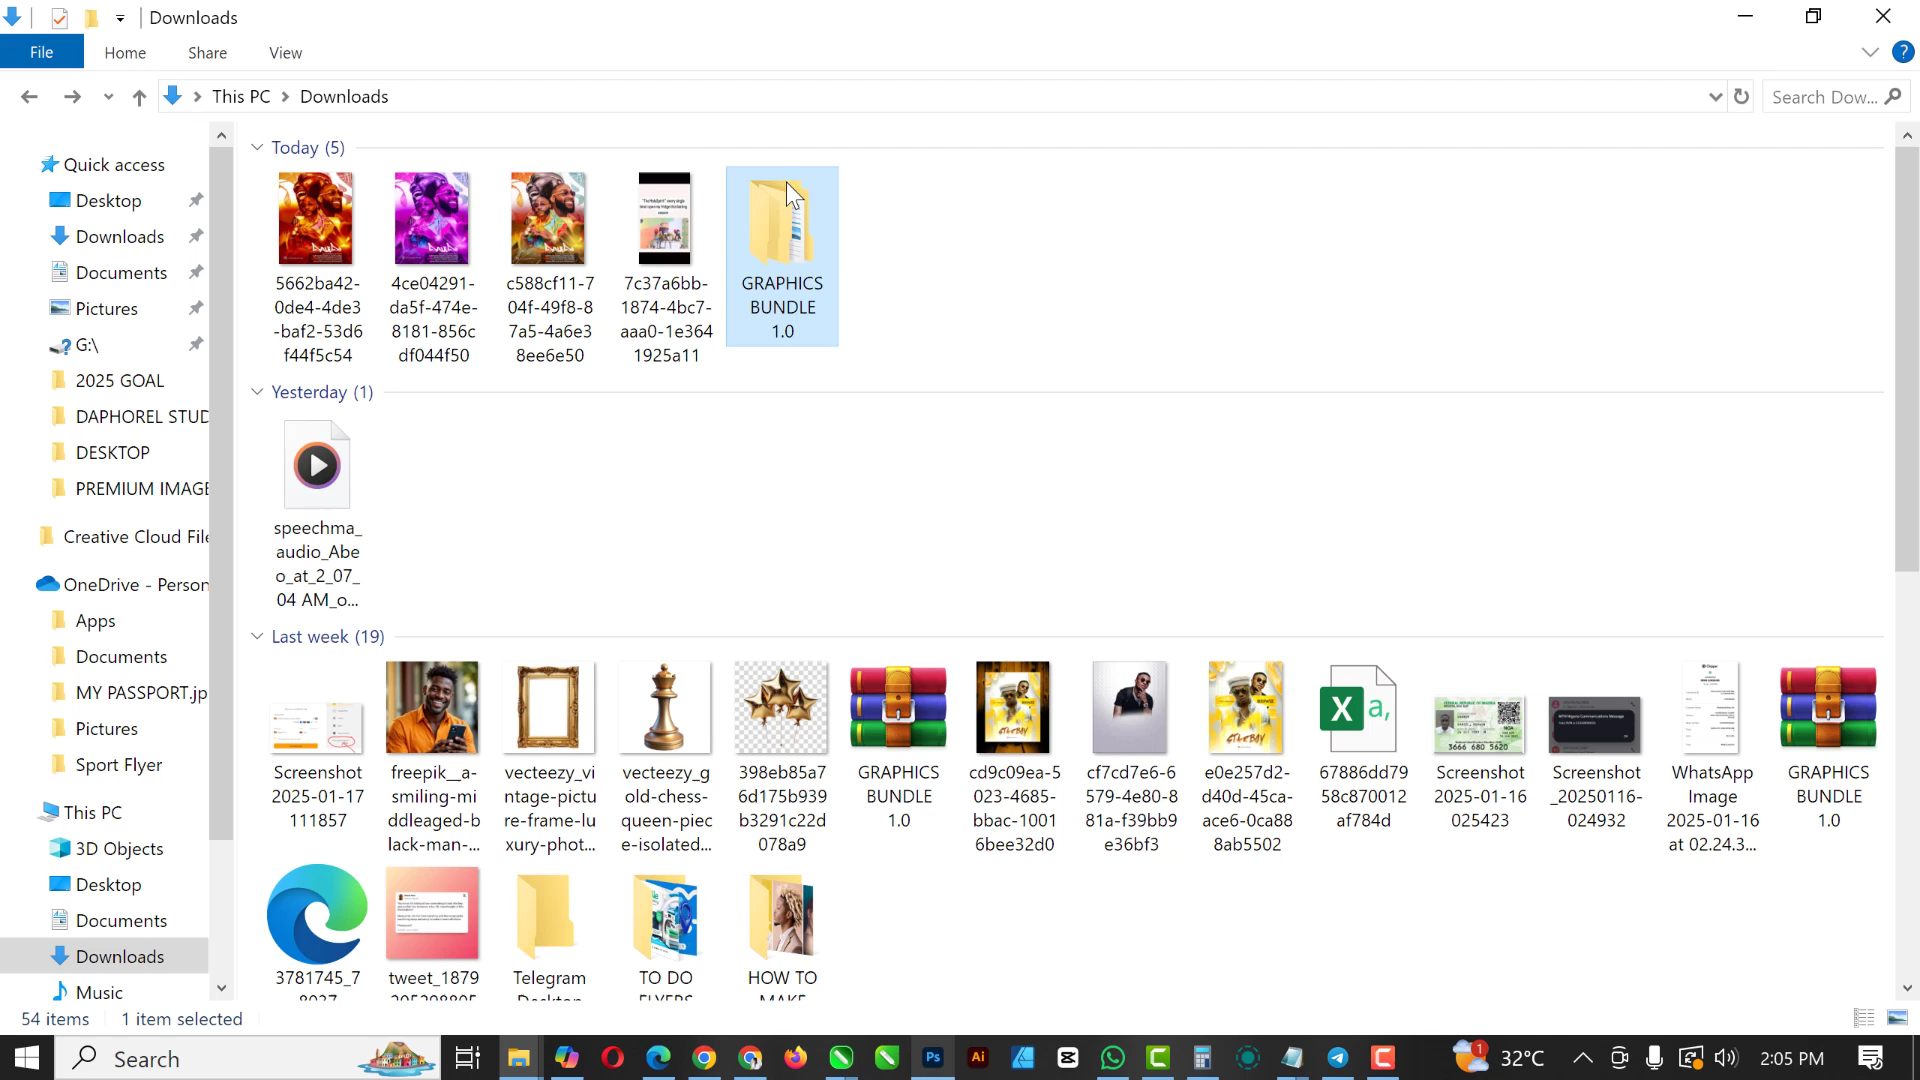 Downloads
File
Home
Share
View
This PC
Downloads
Search Dow...
Quick access
Desktop
Downloads
Documents
Pictures
G:\
2025 GOAL
DAPHOREL STUD
DESKTOP
PREMIUM IMAGE
Creative Cloud File
OneDrive - Person
Apps
Documents
MY PASSPORT.jp
Pictures
Sport Flyer
This PC
3D Objects
Desktop
Documents
Downloads
Music
Today (5)
5662ba42-
0de4-4de3
-baf2-53d6
f44f5c54
4ce04291-
da5f-474e-
8181-856c
df044f50
c588cf11-7
04f-49f8-8
7a5-4a6e3
8ee6e50
7c37a6bb-
1874-4bc7-
aaa0-1e364
1925a11
GRAPHICS
BUNDLE
1.0
Yesterday (1)
speechma_
audio_Abe
o_at_2_07_
04 AM_o...
Last week (19)
Screenshot
2025-01-17
111857
freepik__a-
smiling-mi
ddleaged-b
lack-man-...
vecteezy_vi
ntage-pictu
re-frame-lu
xury-phot...
vecteezy_g
old-chess-
queen-piec
e-isolated...
398eb85a7
6d175b939
b3291c22d
078a9
GRAPHICS
BUNDLE
1.0
cd9c09ea-5
023-4685-
bbac-1001
6bee32d0
cf7cd7e6-6
579-4e80-8
81a-f39bb9
e36bf3
e0e257d2-
d40d-45ca-
ace6-0ca88
8ab5502
67886dd79
58c870012
af784d
Screenshot
2025-01-16
025423
Screenshot
_20250116-
024932
WhatsApp
Image
2025-01-16
at 02.24.3...
GRAPHICS
BUNDLE
1.0
3666 680 5620
3781745_7
tweet_1879
Telegram
Desktop
TO DO
FLYERS
HOW TO
MAKE
54 items
1 item selected
Search
32°C
2:05 PM